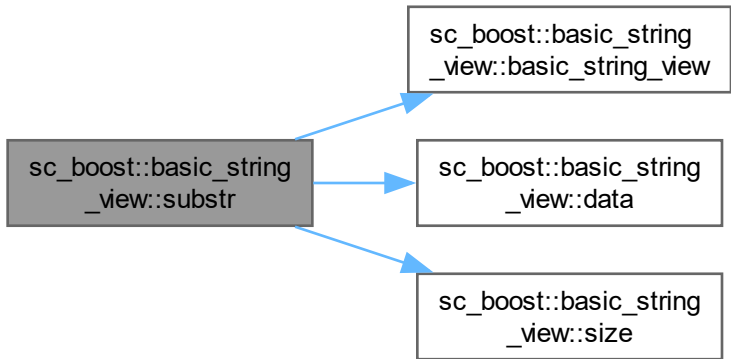 sc_boost::basic_string
_view::basic_string_view
sc_boost::basic_string
_view::substr
sc_boost::basic_string
_view::data
sc_boost::basic_string
_view::size